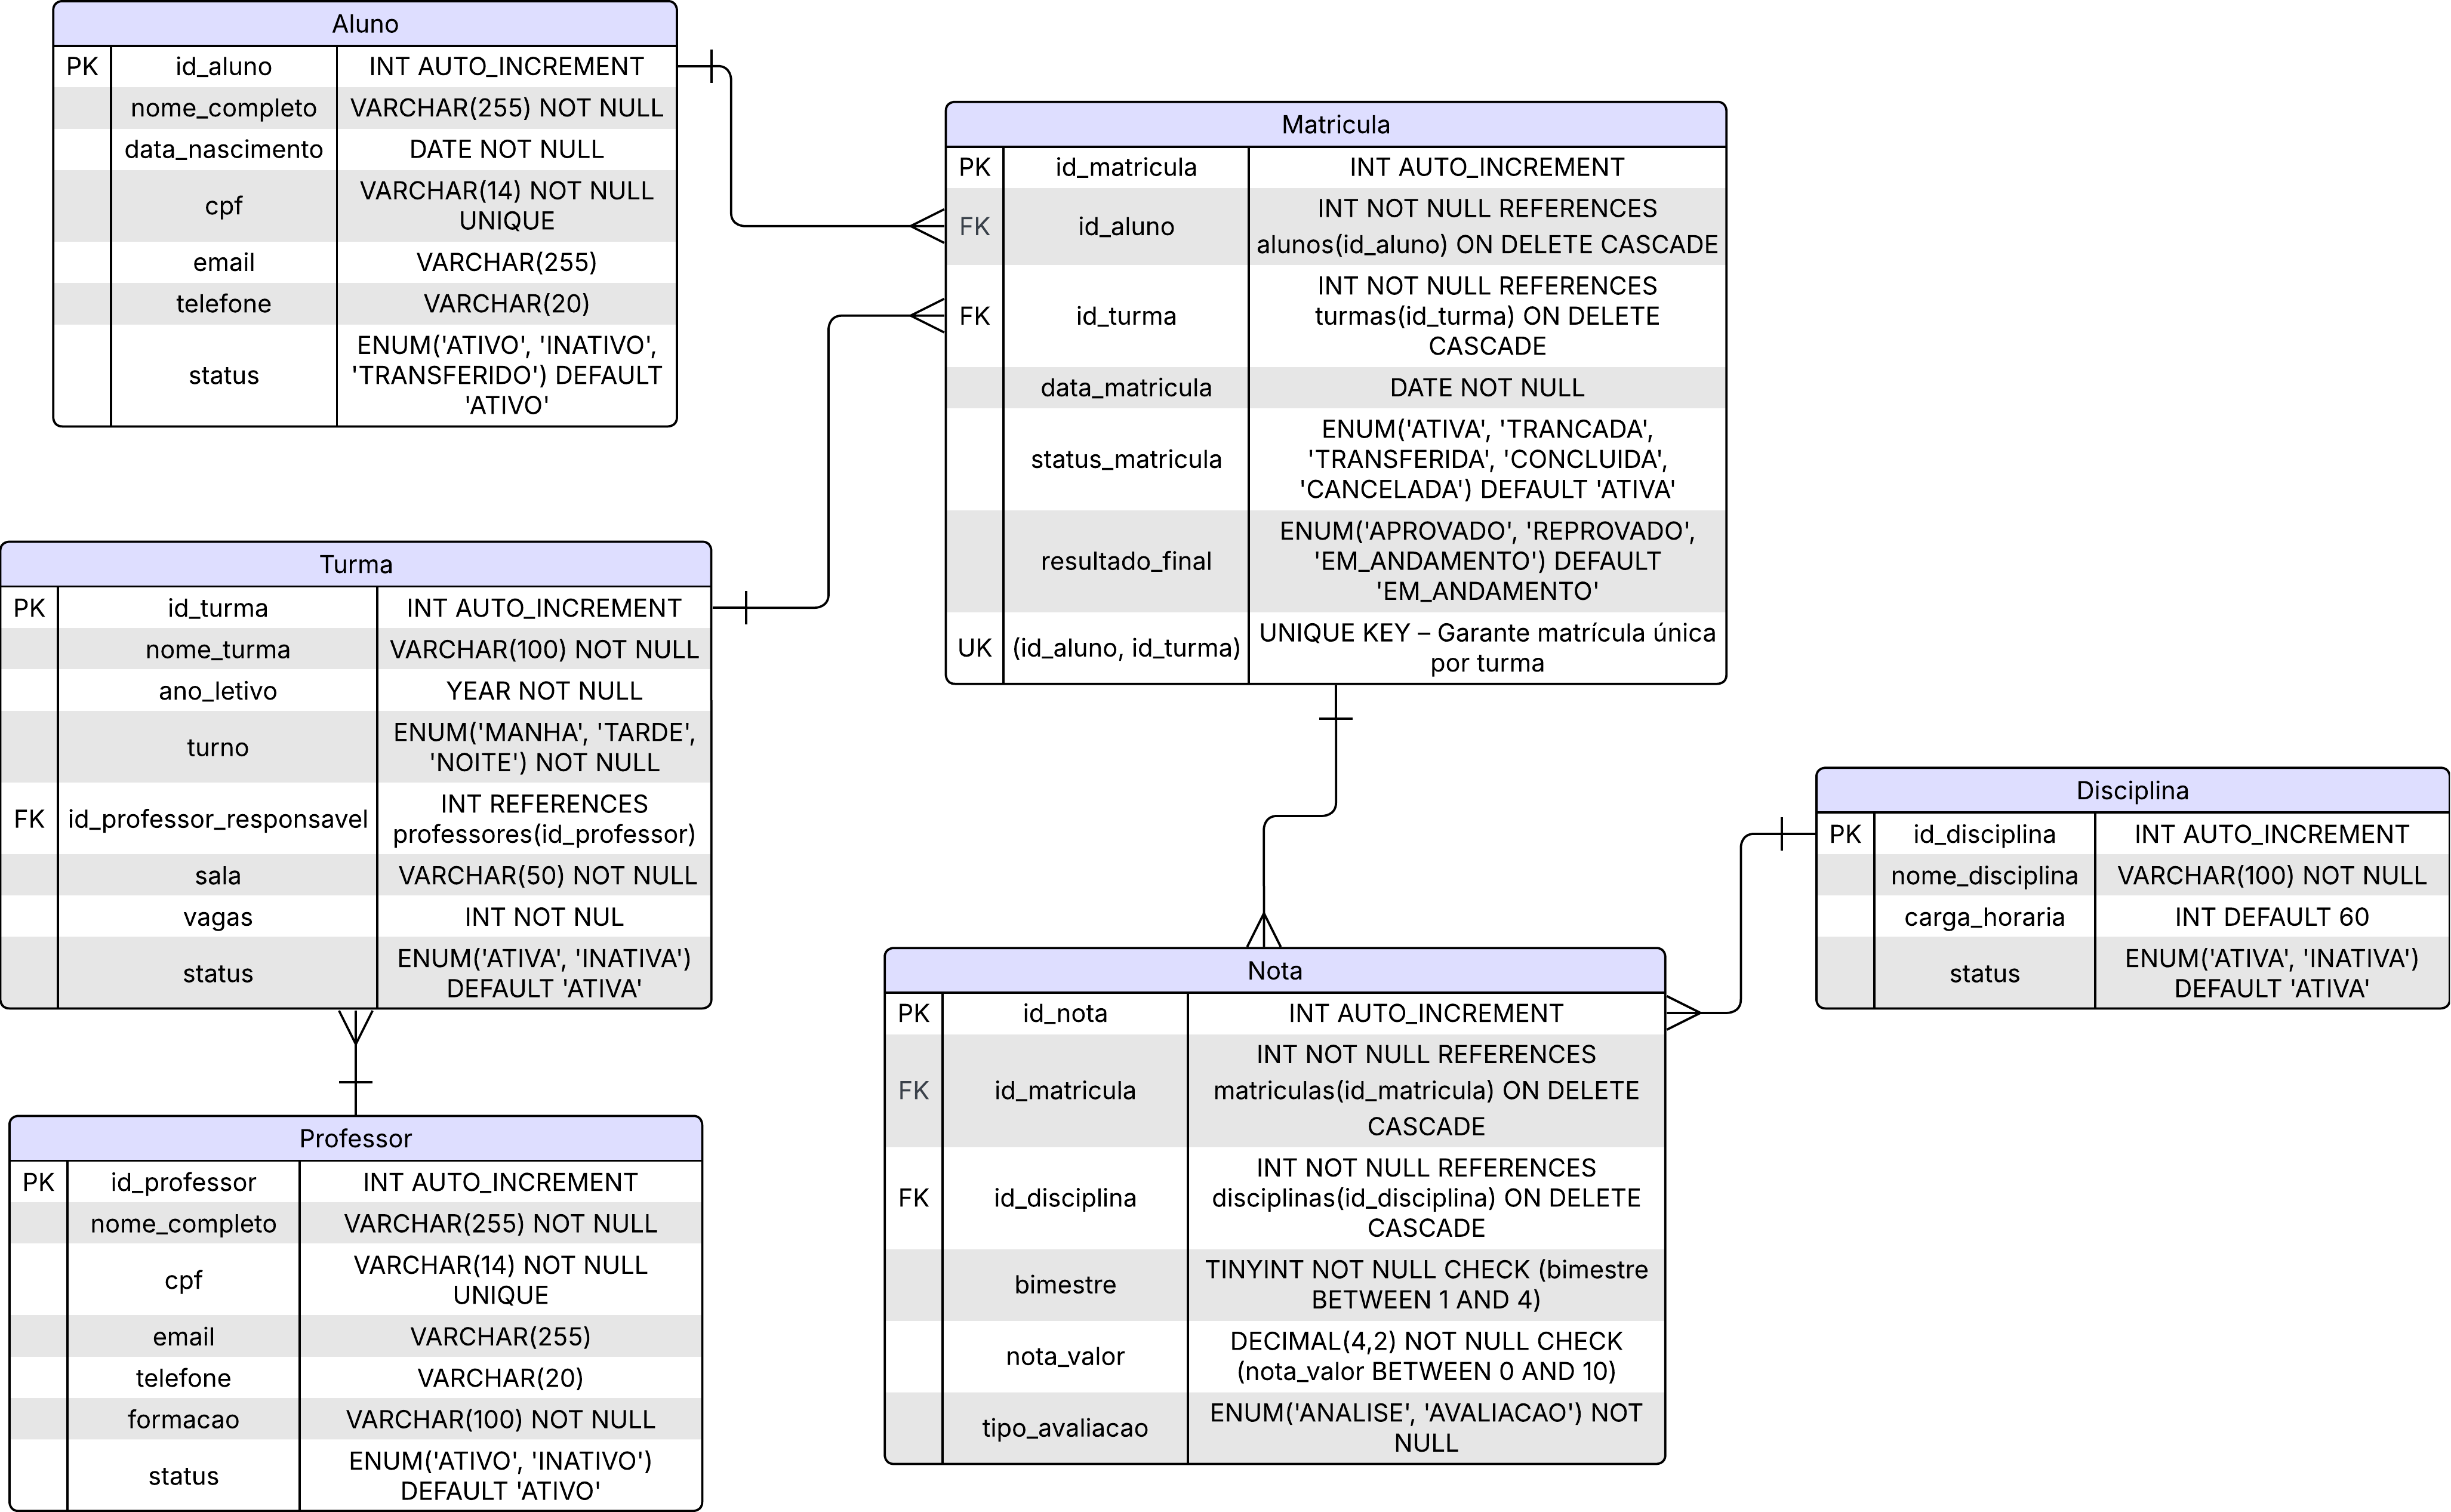 Aluno
PK id_aluno INT AUTO_INCREMENT
nome_completo VARCHAR(255) NOT NULL
data_nascimento DATE NOT NULL
cpf VARCHAR(14) NOT NULL
UNIQUE
email VARCHAR(255)
telefone VARCHAR(20)
status ENUM('ATIVO', 'INATIVO',
'TRANSFERIDO') DEFAULT
'ATIVO'
Matricula
PK id_matricula INT AUTO_INCREMENT
FK id_aluno INT NOT NULL REFERENCES
alunos(id_aluno) ON DELETE CASCADE
FK id_turma INT NOT NULL REFERENCES
turmas(id_turma) ON DELETE
CASCADE
data_matricula DATE NOT NULL
status_matricula ENUM('ATIVA', 'TRANCADA',
'TRANSFERIDA', 'CONCLUIDA',
'CANCELADA') DEFAULT 'ATIVA'
resultado_final ENUM('APROVADO', 'REPROVADO',
'EM_ANDAMENTO') DEFAULT
'EM_ANDAMENTO'
UK (id_aluno, id_turma) UNIQUE KEY – Garante matrícula única
por turma
Turma
PK id_turma INT AUTO_INCREMENT
nome_turma VARCHAR(100) NOT NULL
ano_letivo YEAR NOT NULL
turno ENUM('MANHA', 'TARDE',
'NOITE') NOT NULL
FK id_professor_responsavel INT REFERENCES
professores(id_professor)
sala VARCHAR(50) NOT NULL
vagas INT NOT NUL
status ENUM('ATIVA', 'INATIVA')
DEFAULT 'ATIVA'
Disciplina
PK id_disciplina INT AUTO_INCREMENT
nome_disciplina VARCHAR(100) NOT NULL
carga_horaria INT DEFAULT 60
status ENUM('ATIVA', 'INATIVA')
DEFAULT 'ATIVA'
Nota
PK id_nota INT AUTO_INCREMENT
FK id_matricula INT NOT NULL REFERENCES
matriculas(id_matricula) ON DELETE
CASCADE
FK id_disciplina INT NOT NULL REFERENCES
disciplinas(id_disciplina) ON DELETE
CASCADE
bimestre TINYINT NOT NULL CHECK (bimestre
BETWEEN 1 AND 4)
nota_valor DECIMAL(4,2) NOT NULL CHECK
(nota_valor BETWEEN 0 AND 10)
tipo_avaliacao ENUM('ANALISE', 'AVALIACAO') NOT
NULL
Professor
PK id_professor INT AUTO_INCREMENT
nome_completo VARCHAR(255) NOT NULL
cpf VARCHAR(14) NOT NULL
UNIQUE
email VARCHAR(255)
telefone VARCHAR(20)
formacao VARCHAR(100) NOT NULL
status ENUM('ATIVO', 'INATIVO')
DEFAULT 'ATIVO'